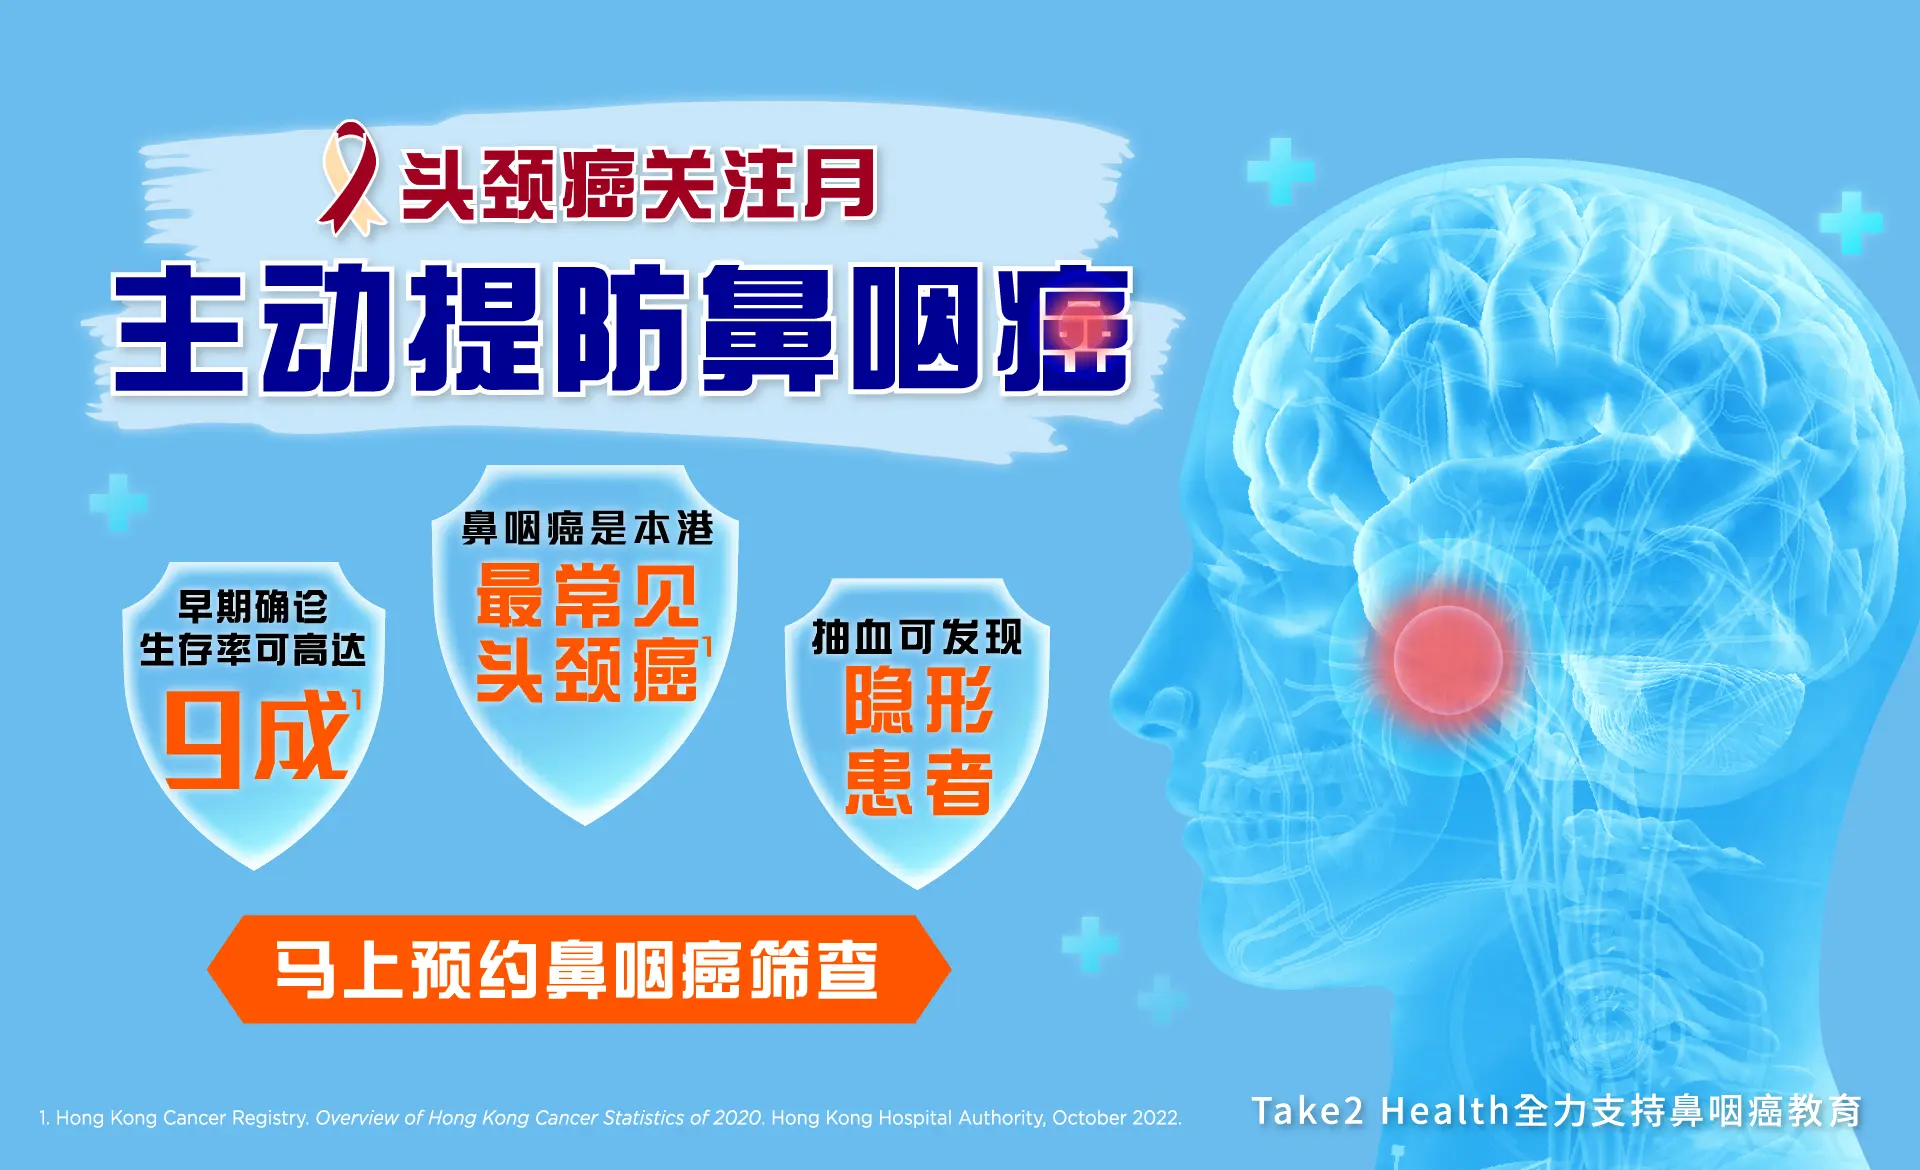 头颈癌关注月
主动提防鼻咽癌
早期确诊
生存率可高达
9成1
鼻咽癌是本港
最常见
头颈癌1
抽血可发现
隐形
患者
马上预约鼻咽癌筛查
1. Hong Kong Cancer Registry. Overview of Hong Kong Cancer Statistics of 2020. Hong Kong Hospital Authority, October 2022.
Take2 Health全力支持鼻咽癌教育